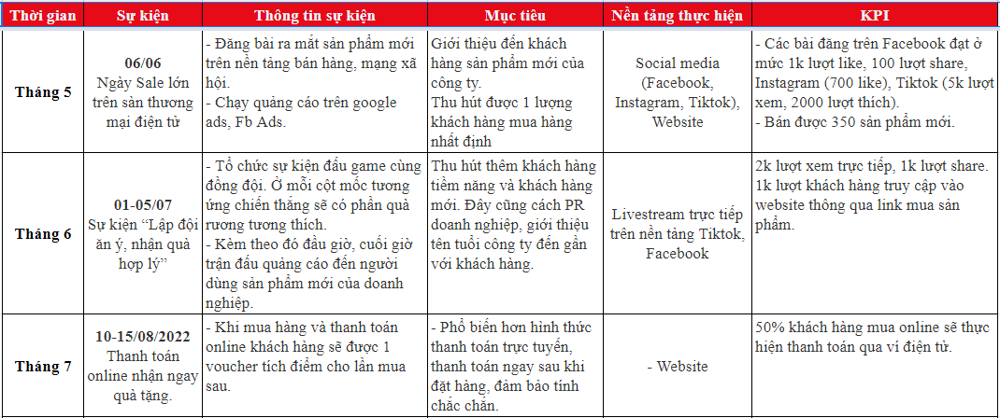 Thời gian
Sự kiện
Thông tin sự kiện
Mục tiêu
Nền tảng thực hiện
KPI
Tháng 5
06/06
Ngày Sale lớn
trên sàn thương
mại điện tử
- Đăng bài ra mắt sản phẩm mới
trên nền tảng bán hàng, mạng xã
hội.
- Chạy quảng cáo trên google
ads, Fb Ads.
Giới thiệu đến khách
hàng sản phẩm mới của
công ty.
Thu hút được 1 lượng
khách hàng mua hàng
nhất định
Social media
(Facebook,
Instagram, Tiktok),
Website
- Các bài đăng trên Facebook đạt ở
mức 1k lượt like, 100 lượt share,
Instagram (700 like), Tiktok (5k lượt
xem, 2000 lượt thích).
- Bán được 350 sản phẩm mới.
Tháng 6
01-05/07
Sự kiện “Lập đội
ăn ý, nhận quà
hợp lý”
- Tổ chức sự kiện đấu game cùng
đồng đội. Ở mỗi cột mốc tương
ứng chiến thắng sẽ có phần quà
rương tương thích.
- Kèm theo đó đầu giờ, cuối giờ
trận đấu quảng cáo đến người
dùng sản phẩm mới của doanh
nghiệp.
Thu hút thêm khách hàng
tiềm năng và khách hàng
mới. Đây cũng cách PR
doanh nghiệp, giới thiệu
tên tuổi công ty đến gần
với khách hàng.
Livestream trực tiếp
trên nền tảng Tiktok,
Facebook
2k lượt xem trực tiếp, 1k lượt share.
1k lượt khách hàng truy cập vào
website thông qua link mua sản
phẩm.
Tháng 7
10-15/08/2022
Thanh toán
online nhận ngay
quà tặng.
- Khi mua hàng và thanh toán
online khách hàng sẽ được 1
voucher tích điểm cho lần mua
sau.
- Phổ biến hơn hình thức
thanh toán trực tuyến,
thanh toán ngay sau khi
đặt hàng, đảm bảo tính
chắc chắn.
- Website
50% khách hàng mua online sẽ thực
hiện thanh toán qua ví điện tử.